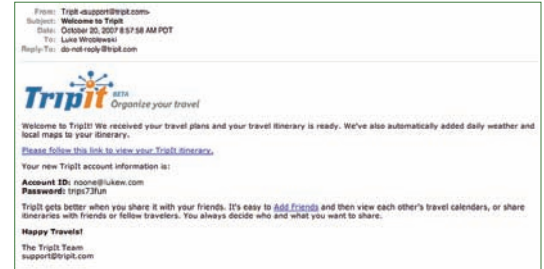 From: TripIt <support@tripit.com>
Subject: Welcome to TripIt
Date: October 20, 2007 8:57:58 AM PDT
To: Luke Wroblewski
Reply-To: do-not-reply@tripit.com
TripIt BETA Organize your travel
Welcome to TripIt! We received your travel plans and your travel itinerary is ready. We've also automatically added daily weather and
local maps to your itinerary.
Please follow this link to view your TripIt itinerary.
Your new TripIt account information is:
Account ID: noone@lukew.com
Password: trips73fun
TripIt gets better when you share it with your friends. It's easy to Add Friends and then view each other's travel calendars, or share
itineraries with friends or fellow travelers. You always decide who and what you want to share.
Happy Travels!
The TripIt Team
support@tripit.com